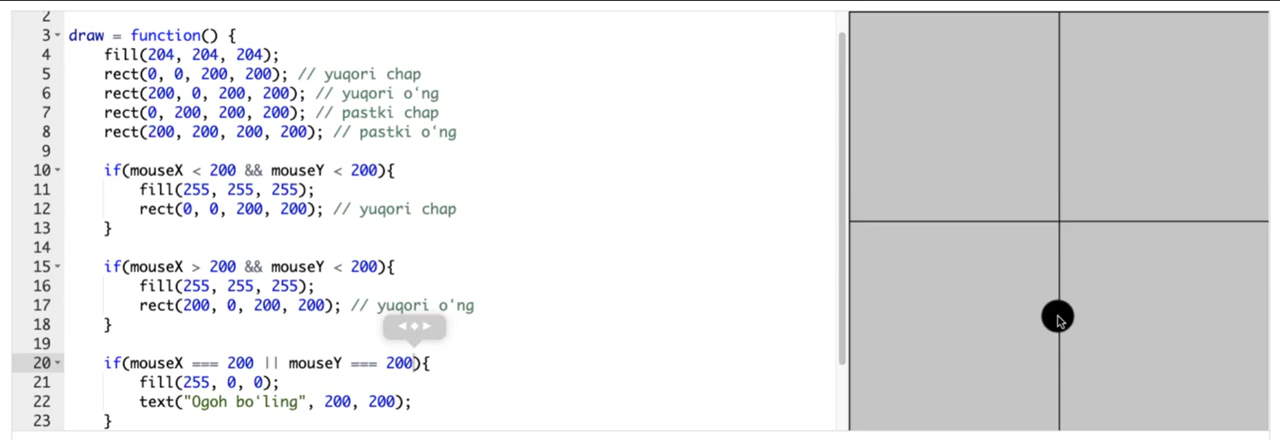 2
3 draw = function() {
4 fill(204, 204, 204);
5 rect(0, 0, 200, 200); // yuqori chap
6 rect(200, 0, 200, 200); // yuqori oʻng
7 rect(0, 200, 200, 200); // pastki chap
8 rect(200, 200, 200, 200); // pastki oʻng
9
10 if(mouseX < 200 && mouseY < 200){
11 fill(255, 255, 255);
12 rect(0, 0, 200, 200); // yuqori chap
13 }
14
15 if(mouseX > 200 && mouseY < 200){
16 fill(255, 255, 255);
17 rect(200, 0, 200, 200); // yuqori oʻng
18 }
19
20 if(mouseX === 200 || mouseY === 200){
21 fill(255, 0, 0);
22 text("Ogoh boʻling", 200, 200);
23 }